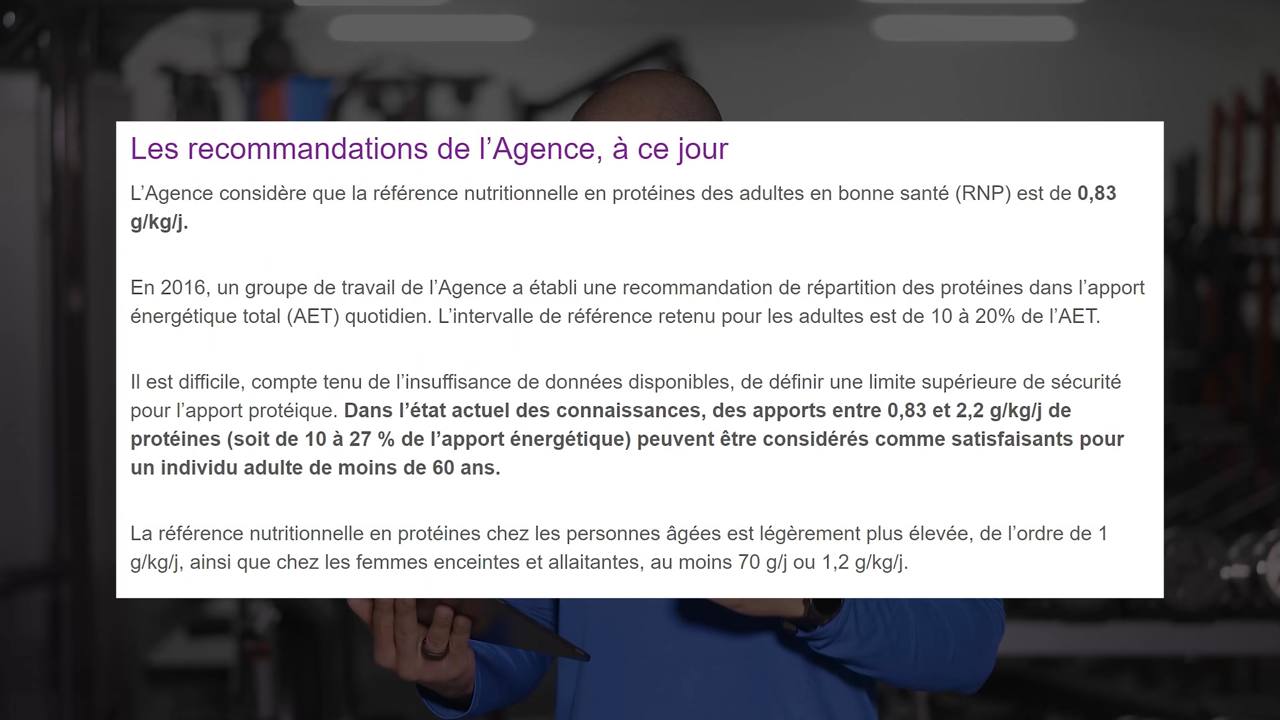 Les recommandations de l’Agence, à ce jour
L’Agence considère que la référence nutritionnelle en protéines des adultes en bonne santé (RNP) est de 0,83
g/kg/j.
En 2016, un groupe de travail de l’Agence a établi une recommandation de répartition des protéines dans l’apport
énergétique total (AET) quotidien. L’intervalle de référence retenu pour les adultes est de 10 à 20% de l’AET.
Il est difficile, compte tenu de l’insuffisance de données disponibles, de définir une limite supérieure de sécurité
pour l’apport protéique. Dans l’état actuel des connaissances, des apports entre 0,83 et 2,2 g/kg/j de
protéines (soit de 10 à 27 % de l’apport énergétique) peuvent être considérés comme satisfaisants pour
un individu adulte de moins de 60 ans.
La référence nutritionnelle en protéines chez les personnes âgées est légèrement plus élevée, de l’ordre de 1
g/kg/j, ainsi que chez les femmes enceintes et allaitantes, au moins 70 g/j ou 1,2 g/kg/j.